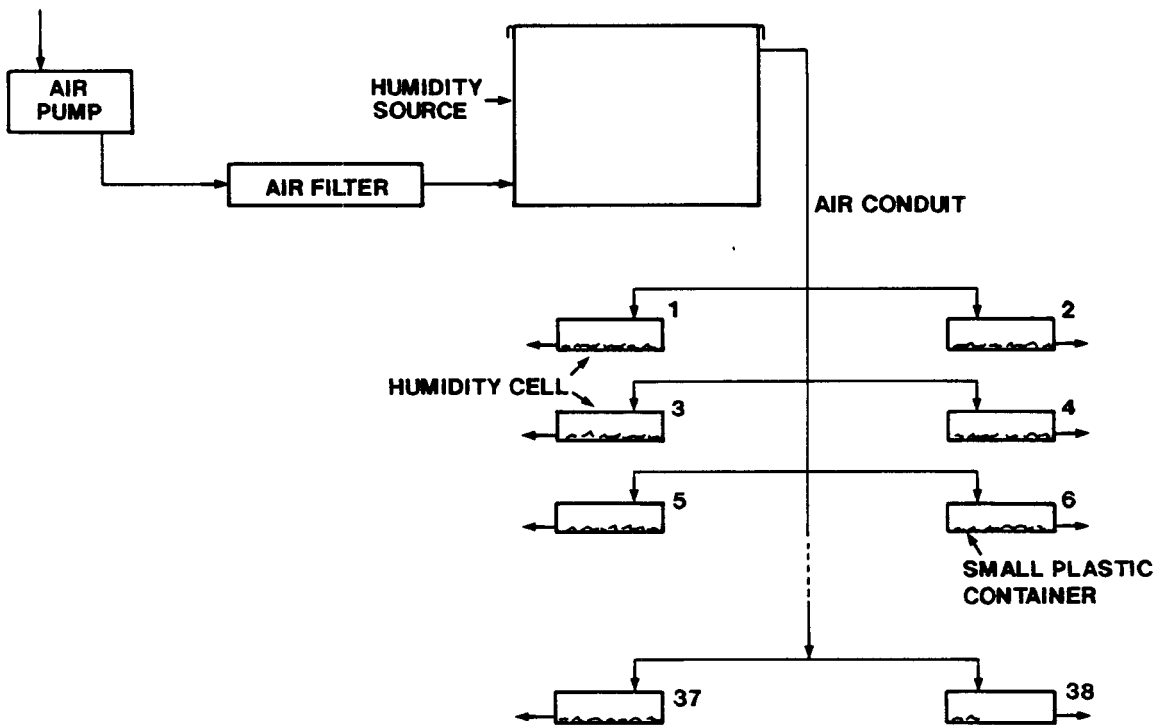 AIR
PUMP
HUMIDITY
SOURCE
AIR FILTER
AIR CONDUIT
1
2
HUMIDITY CELL
3
4
5
6
SMALL PLASTIC
CONTAINER
37
38